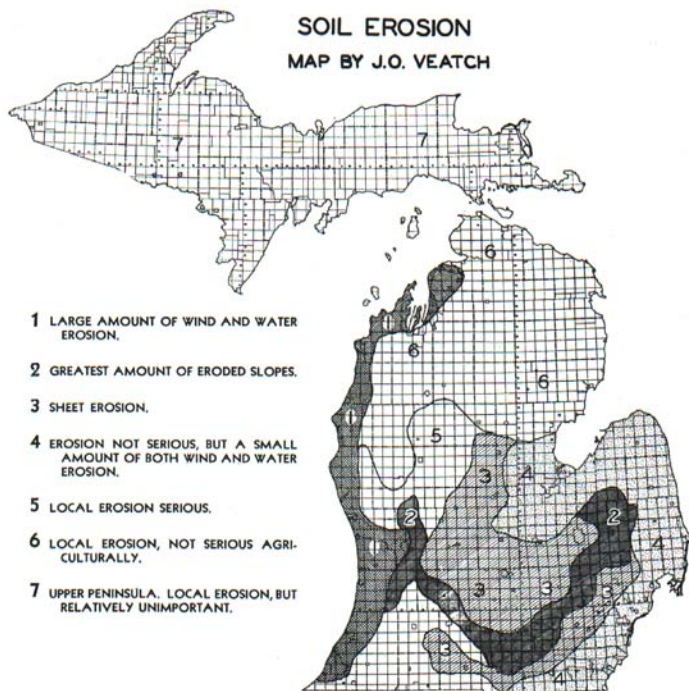 SOIL EROSION
MAP BY J.O. VEATCH
7
7
6
1 LARGE AMOUNT OF WIND AND WATER
EROSION.
1
6
2 GREATEST AMOUNT OF ERODED SLOPES.
6
3 SHEET EROSION.
1
5
4 EROSION NOT SERIOUS, BUT A SMALL
AMOUNT OF BOTH WIND AND WATER
EROSION.
3
4
5 LOCAL EROSION SERIOUS.
2
2
6 LOCAL EROSION, NOT SERIOUS AGRI-
CULTURALLY.
1
4
7 UPPER PENINSULA. LOCAL EROSION, BUT
RELATIVELY UNIMPORTANT.
3
3
3
3
4